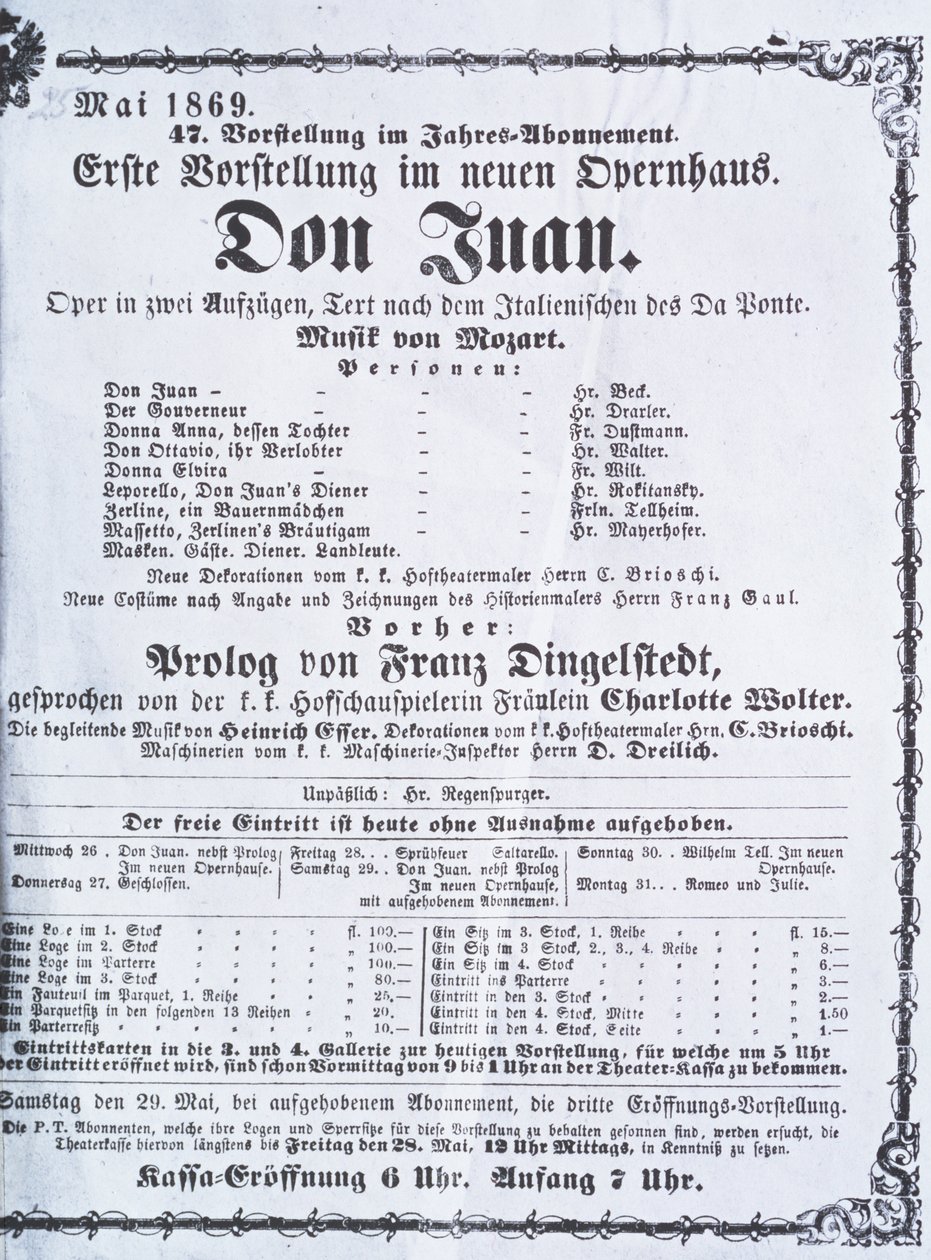 25
Mai 1869.
47. Vorstellung im Jahres-Abonnement.
Erste Vorstellung im neuen Opernhaus.
Don Juan.
Oper in zwei Aufzügen, Text nach dem Italienischen des Da Ponte.
Musik von Mozart.
Personen:
Don Juan – – – – Hr. Beck.
Der Gouverneur – – – Hr. Draxler.
Donna Anna, dessen Tochter – – Fr. Dustmann.
Don Ottavio, ihr Verlobter – – Hr. Walter.
Donna Elvira – – – Fr. Wilt.
Leporello, Don Juan's Diener – – Hr. Rokitansky.
Zerline, ein Bauernmädchen – – Frln. Tellheim.
Massetto, Zerlinen's Bräutigam – – Hr. Mayerhofer.
Masken. Gäste. Diener. Landleute.
Neue Dekorationen vom k. k. Hoftheatermaler Herrn C. Brioschi.
Neue Costüme nach Angabe und Zeichnungen des Historienmalers Herrn Franz Gaul.
Vorher:
Prolog von Franz Dingelstedt,
gesprochen von der k. k. Hofschauspielerin Fräulein Charlotte Wolter.
Die begleitende Musik von Heinrich Esser. Dekorationen vom k k. Hoftheatermaler Hrn. C. Brioschi.
Maschinerien vom k. k. Maschinerie-Inspektor Herrn D. Dreilich.
Unpäßlich: Hr. Regenspurger.
Der freie Eintritt ist heute ohne Ausnahme aufgehoben.
Mittwoch 26 . Don Juan. nebst Prolog
Im neuen Opernhause.
Donnersag 27. Geschlossen.
Freitag 28. . . Sprühfeuer Saltarello.
Samstag 29. . Don Juan. nebst Prolog
Im neuen Opernhause,
mit aufgehobenem Abonnement.
Sonntag 30. . Wilhelm Tell. Im neuen
Opernhause.
Montag 31. . . Romeo und Julie.
Eine Loge im 1. Stock fl. 100.—
Eine Loge im 2. Stock „ 100.—
Eine Loge im Parterre „ 100.—
Eine Loge im 3. Stock „ 80.—
Ein Fauteuil im Parquet, 1. Reihe „ 25.—
Ein Parquetsitz in den folgenden 13 Reihen „ 20.
Ein Parterresitz „ 10.—
Ein Sitz im 3. Stock, 1. Reihe fl. 15.—
Ein Sitz im 3 Stock, 2., 3., 4. Reihe „ 8.—
Ein Sitz im 4. Stock „ 6.—
Eintritt ins Parterre „ 3.—
Eintritt in den 3. Stock „ 2.—
Eintritt in den 4. Stock, Mitte „ 1.50
Eintritt in den 4. Stock, Seite „ 1.—
Eintrittskarten in die 3. und 4. Gallerie zur heutigen Vorstellung, für welche um 5 Uhr
der Eintritt eröffnet wird, sind schon Vormittag von 9 bis 1 Uhr an der Theater-Kassa zu bekommen.
Samstag den 29. Mai, bei aufgehobenem Abonnement, die dritte Eröffnungs-Vorstellung.
Die P. T. Abonnenten, welche ihre Logen und Sperrsitze für diese Vorstellung zu behalten gesonnen sind, werden ersucht, die
Theaterkasse hiervon längstens bis Freitag den 28. Mai, 12 Uhr Mittags, in Kenntniß zu setzen.
Kassa-Eröffnung 6 Uhr. Anfang 7 Uhr.